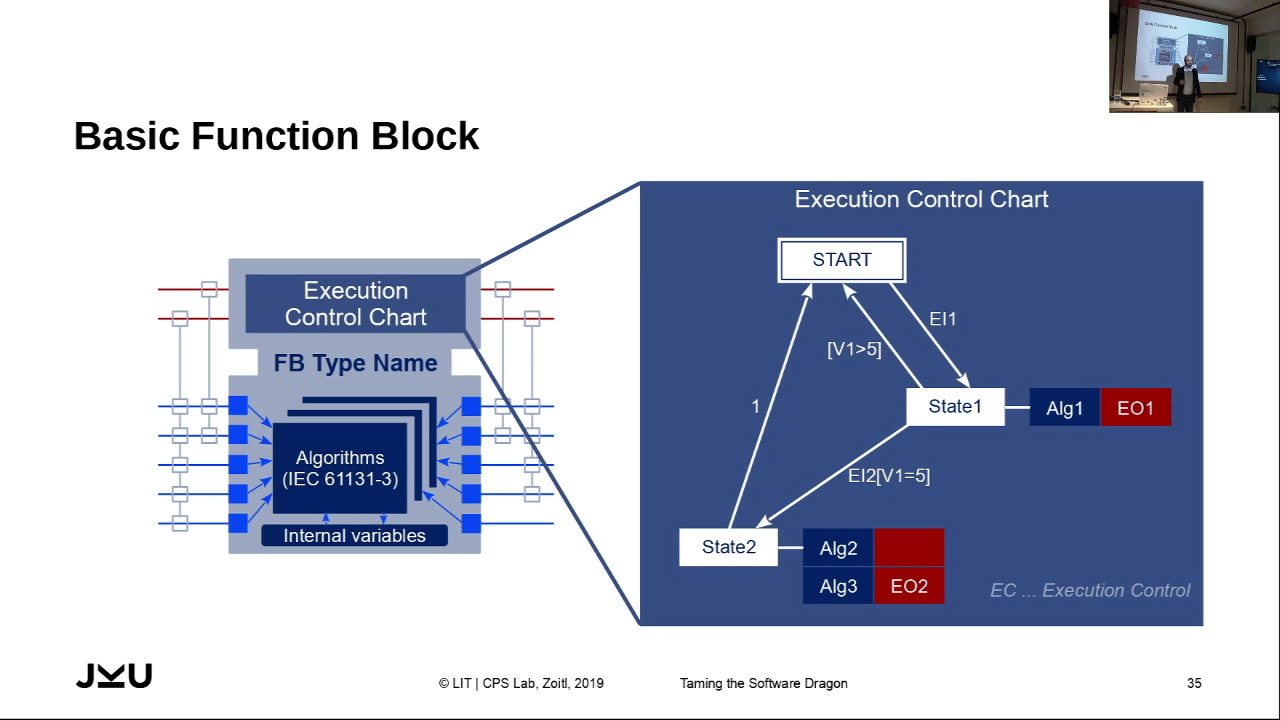 Basic Function Block
Execution
Control Chart
FB Type Name
Algorithms
(IEC 61131-3)
Internal variables
Execution Control Chart
START
EI1
[V1>5]
1
State1
Alg1
EO1
EI2[V1=5]
State2
Alg2
Alg3
EO2
EC ... Execution Control
JKU
© LIT | CPS Lab, Zoitl, 2019
Taming the Software Dragon
35